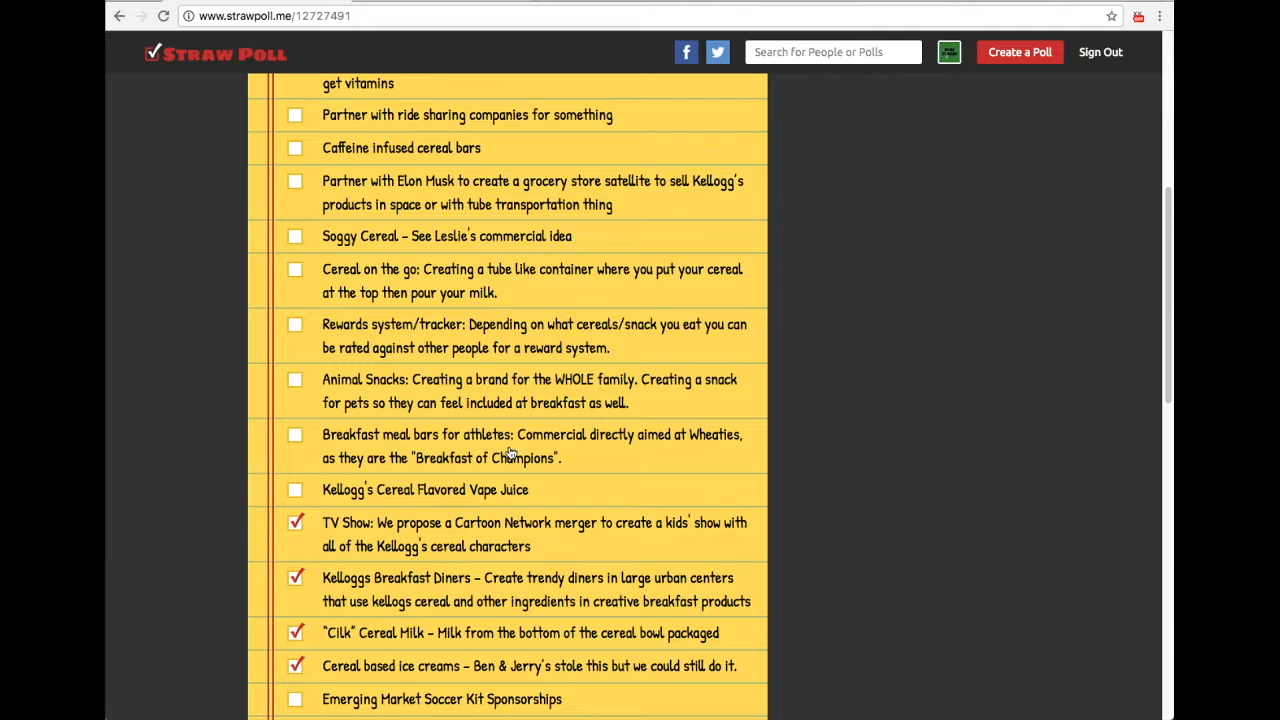 www.strawpoll.me/12727491
STRAW POLL
f
Search for People or Polls
Create a Poll
Sign Out
get vitamins
Partner with ride sharing companies for something
Caffeine infused cereal bars
Partner with Elon Musk to create a grocery store satellite to sell Kellogg's
products in space or with tube transportation thing
Soggy Cereal - See Leslie's commercial idea
Cereal on the go: Creating a tube like container where you put your cereal
at the top then pour your milk.
Rewards system/tracker: Depending on what cereals/snack you eat you can
be rated against other people for a reward system.
Animal Snacks: Creating a brand for the WHOLE family. Creating a snack
for pets so they can feel included at breakfast as well.
Breakfast meal bars for athletes: Commercial directly aimed at Wheaties,
as they are the "Breakfast of Champions".
Kellogg's Cereal Flavored Vape Juice
TV Show: We propose a Cartoon Network merger to create a kids' show with
all of the Kellogg's cereal characters
Kelloggs Breakfast Diners - Create trendy diners in large urban centers
that use kellogs cereal and other ingredients in creative breakfast products
"Cilk" Cereal Milk - Milk from the bottom of the cereal bowl packaged
Cereal based ice creams - Ben & Jerry's stole this but we could still do it.
Emerging Market Soccer Kit Sponsorships